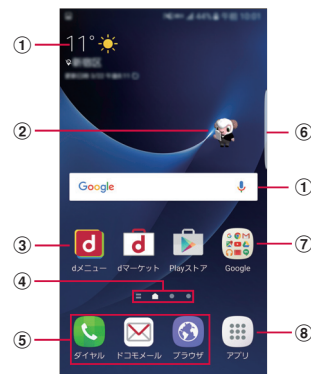 10:01
①
11°
②
⑥
Google
①
③
dメニュー
dマーケット
Playストア
Google
⑦
④
⑤
ダイヤル
ドコモメール
ブラウザ
アプリ
⑧